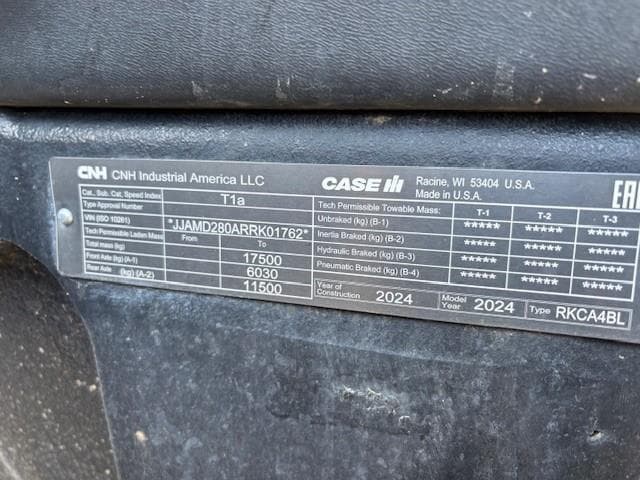 CNH CNH Industrial America LLC
CASE IH Racine, WI 53404 U.S.A.
Made in U.S.A.
EAC
Cat., Sub. Cat, Speed Index T1a
Type Approval Number
VIN (ISO 10261) *JJAMD280ARRK01762*
Tech Permissible Laden Mass From To
Total mass (kg) 17500
Front Axle (kg) (A-1) 6030
Rear Axle (kg) (A-2) 11500
Tech Permissible Towable Mass: T-1 T-2 T-3
Unbraked (kg) (B-1) ***** ***** *****
Inertia Braked (kg) (B-2) ***** ***** *****
Hydraulic Braked (kg) (B-3) ***** ***** *****
Pneumatic Braked (kg) (B-4) ***** ***** *****
Year of Construction 2024 Model Year 2024 Type RKCA4BL